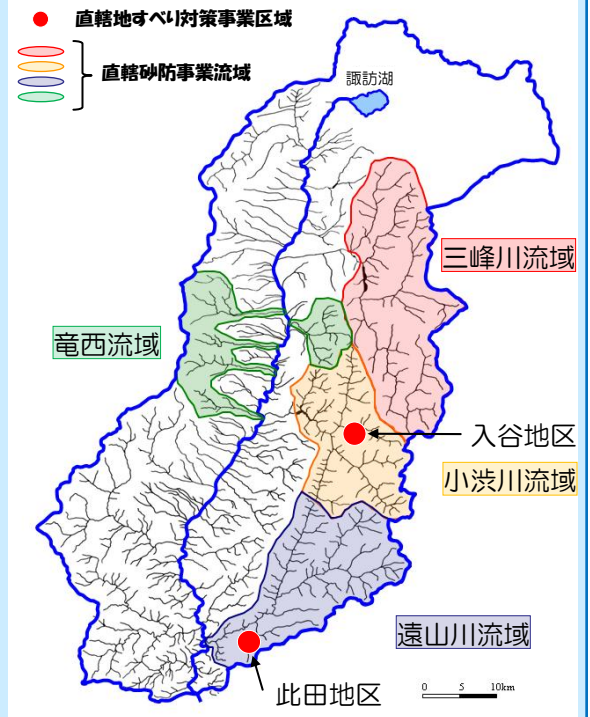 直轄地すべり対策事業区域
直轄砂防事業流域
諏訪湖
三峰川流域
竜西流域
入谷地区
小渋川流域
遠山川流域
此田地区
0 5 10km